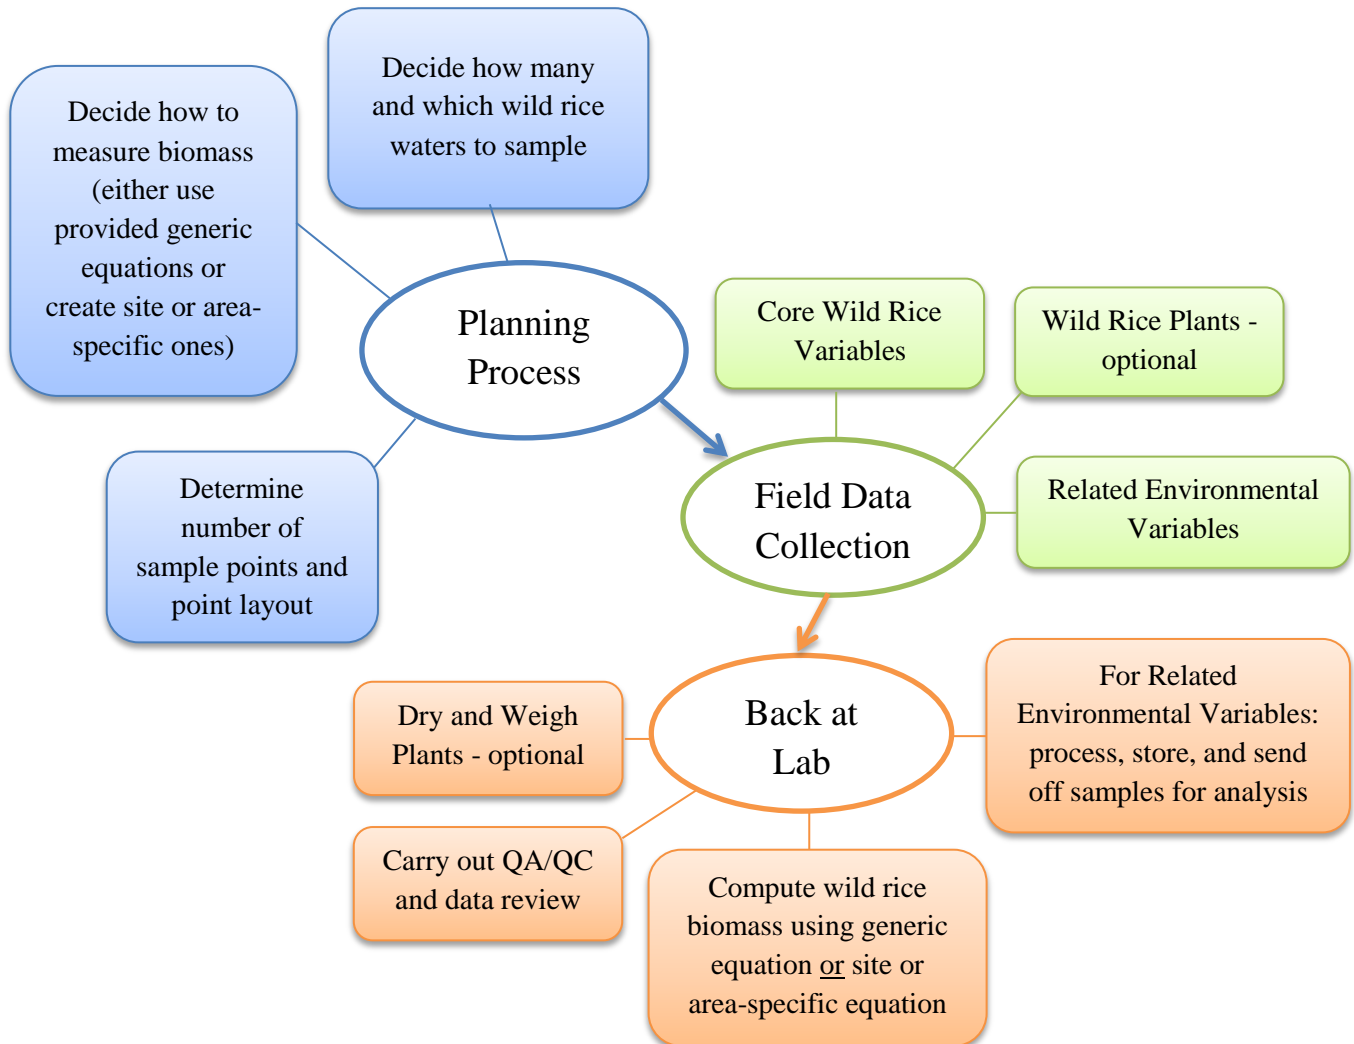 Decide how many
and which wild rice
waters to sample
Decide how to
measure biomass
(either use
provided generic
equations or
create site or area-
specific ones)
Planning
Process
Determine
number of
sample points and
point layout
Core Wild Rice
Variables
Wild Rice Plants -
optional
Related Environmental
Variables
Field Data
Collection
Back at
Lab
Dry and Weigh
Plants - optional
Carry out QA/QC
and data review
Compute wild rice
biomass using generic
equation or site or
area-specific equation
For Related
Environmental Variables:
process, store, and send
off samples for analysis